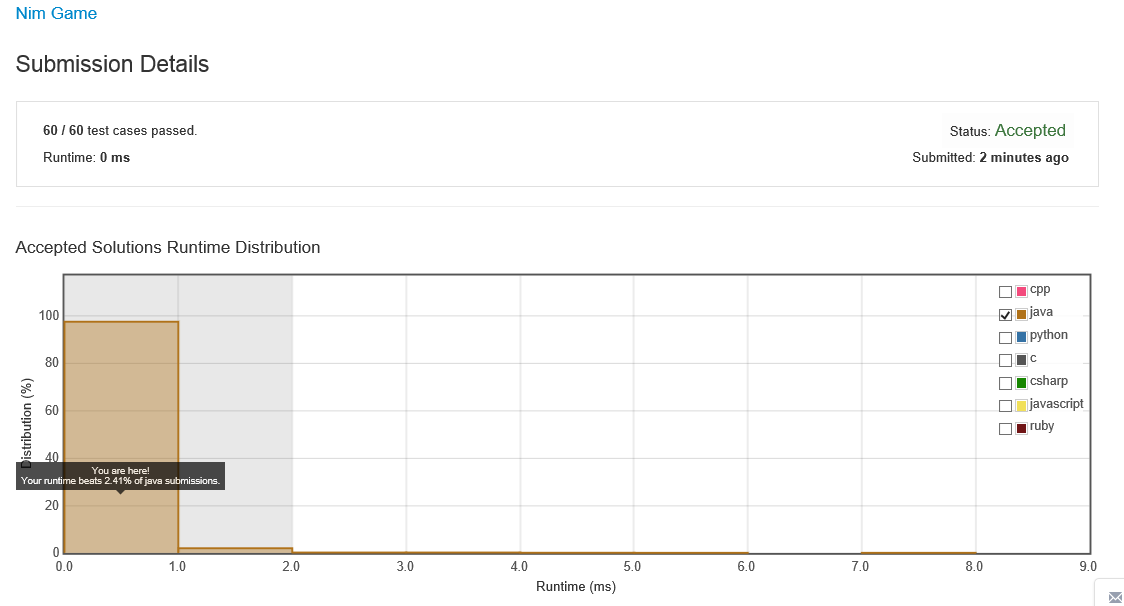 Nim Game
Submission Details
60 / 60 test cases passed.
Status: Accepted
Runtime: 0 ms
Submitted: 2 minutes ago
Accepted Solutions Runtime Distribution
cpp
java
python
c
csharp
javascript
ruby
Distribution (%)
100
80
60
40
20
0
You are here!
Your runtime beats 2.41% of java submissions.
0.0 1.0 2.0 3.0 4.0 5.0 6.0 7.0 8.0 9.0
Runtime (ms)